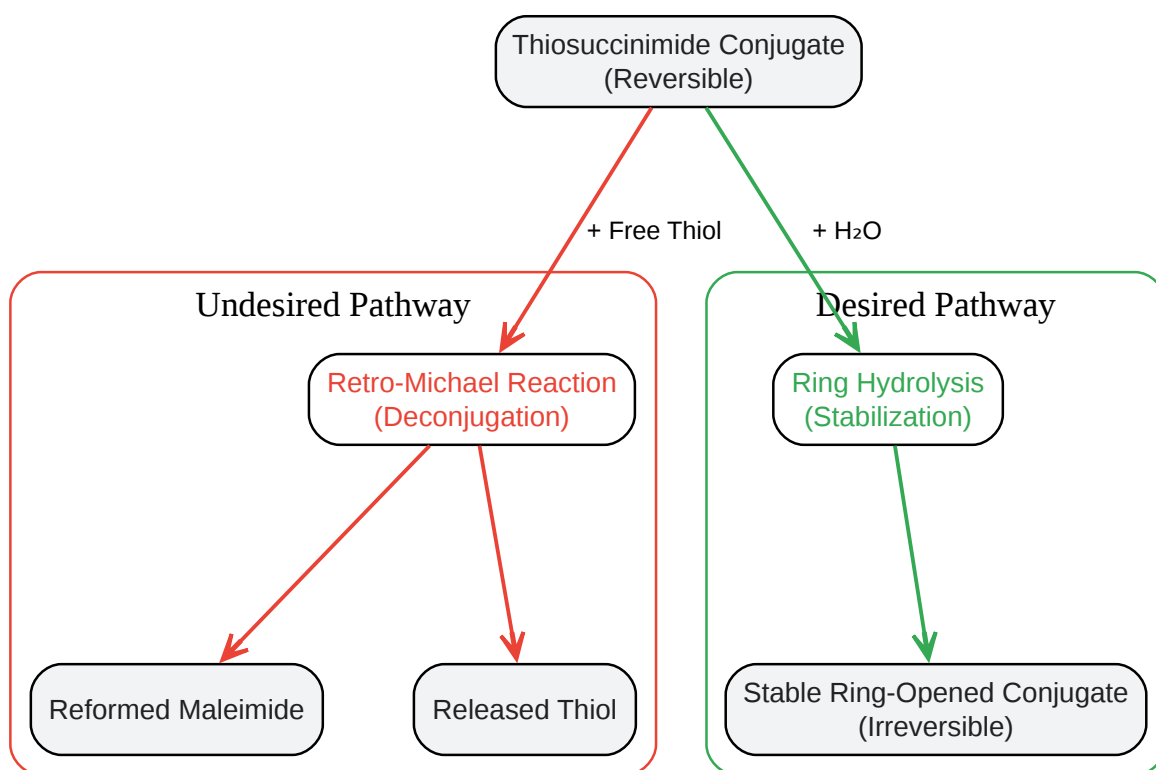 Thiosuccinimide Conjugate
(Reversible)
+ Free Thiol
+ H₂O
Undesired Pathway
Desired Pathway
Retro-Michael Reaction
(Deconjugation)
Ring Hydrolysis
(Stabilization)
Reformed Maleimide
Released Thiol
Stable Ring-Opened Conjugate
(Irreversible)